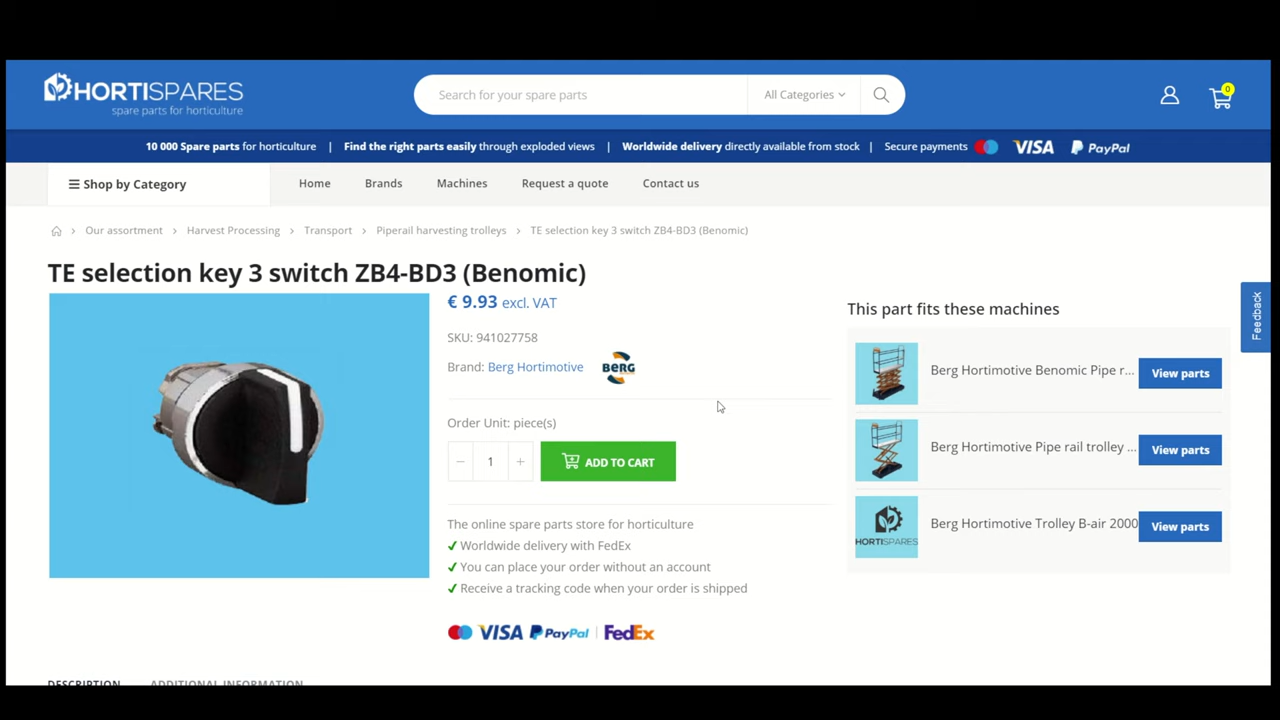 HORTISPARES
spare parts for horticulture
Search for your spare parts
All Categories
0
10 000 Spare parts for horticulture | Find the right parts easily through exploded views | Worldwide delivery directly available from stock | Secure payments VISA PayPal
Shop by Category
Home
Brands
Machines
Request a quote
Contact us
Our assortment > Harvest Processing > Transport > Piperail harvesting trolleys > TE selection key 3 switch ZB4-BD3 (Benomic)
TE selection key 3 switch ZB4-BD3 (Benomic)
€ 9.93 excl. VAT
SKU: 941027758
Brand: Berg Hortimotive
BERG
Order Unit: piece(s)
− 1 +
ADD TO CART
The online spare parts store for horticulture
✓ Worldwide delivery with FedEx
✓ You can place your order without an account
✓ Receive a tracking code when your order is shipped
VISA PayPal | FedEx
This part fits these machines
Berg Hortimotive Benomic Pipe r...
View parts
Berg Hortimotive Pipe rail trolley ...
View parts
HORTISPARES
Berg Hortimotive Trolley B-air 2000
View parts
Feedback
DESCRIPTION
ADDITIONAL INFORMATION